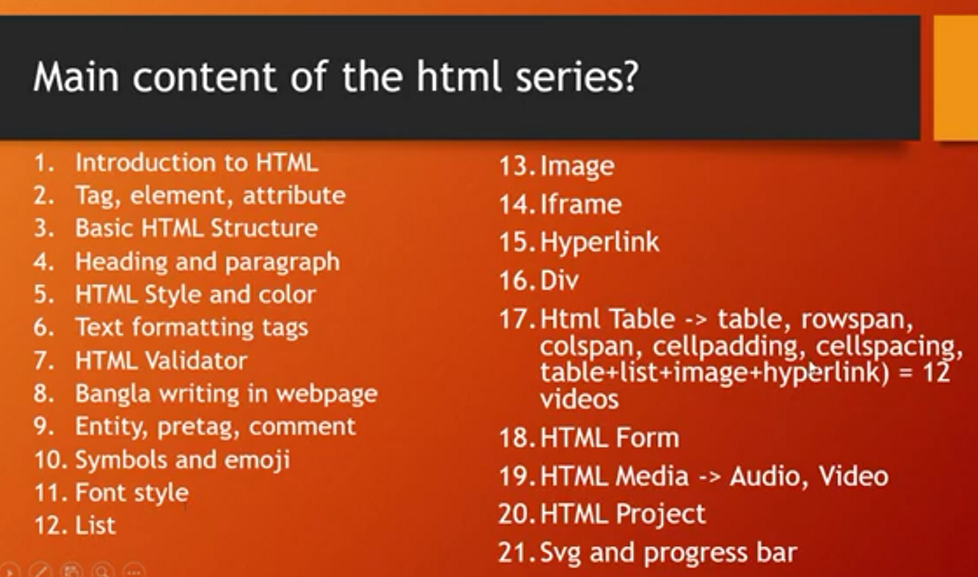 Main content of the html series?
1. Introduction to HTML
2. Tag, element, attribute
3. Basic HTML Structure
4. Heading and paragraph
5. HTML Style and color
6. Text formatting tags
7. HTML Validator
8. Bangla writing in webpage
9. Entity, pretag, comment
10. Symbols and emoji
11. Font style
12. List
13. Image
14. Iframe
15. Hyperlink
16. Div
17. Html Table -> table, rowspan,
colspan, cellpadding, cellspacing,
table+list+image+hyperlink) = 12
videos
18. HTML Form
19. HTML Media -> Audio, Video
20. HTML Project
21. Svg and progress bar